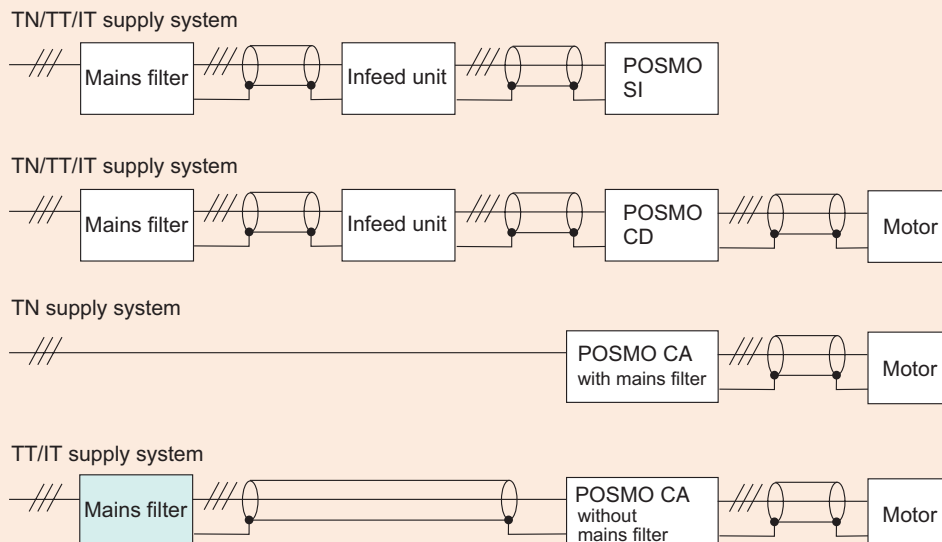 TN/TT/IT supply system
Mains filter
Infeed unit
POSMO
SI
TN/TT/IT supply system
Mains filter
Infeed unit
POSMO
CD
Motor
TN supply system
POSMO CA
with mains filter
Motor
TT/IT supply system
Mains filter
POSMO CA
without
mains filter
Motor